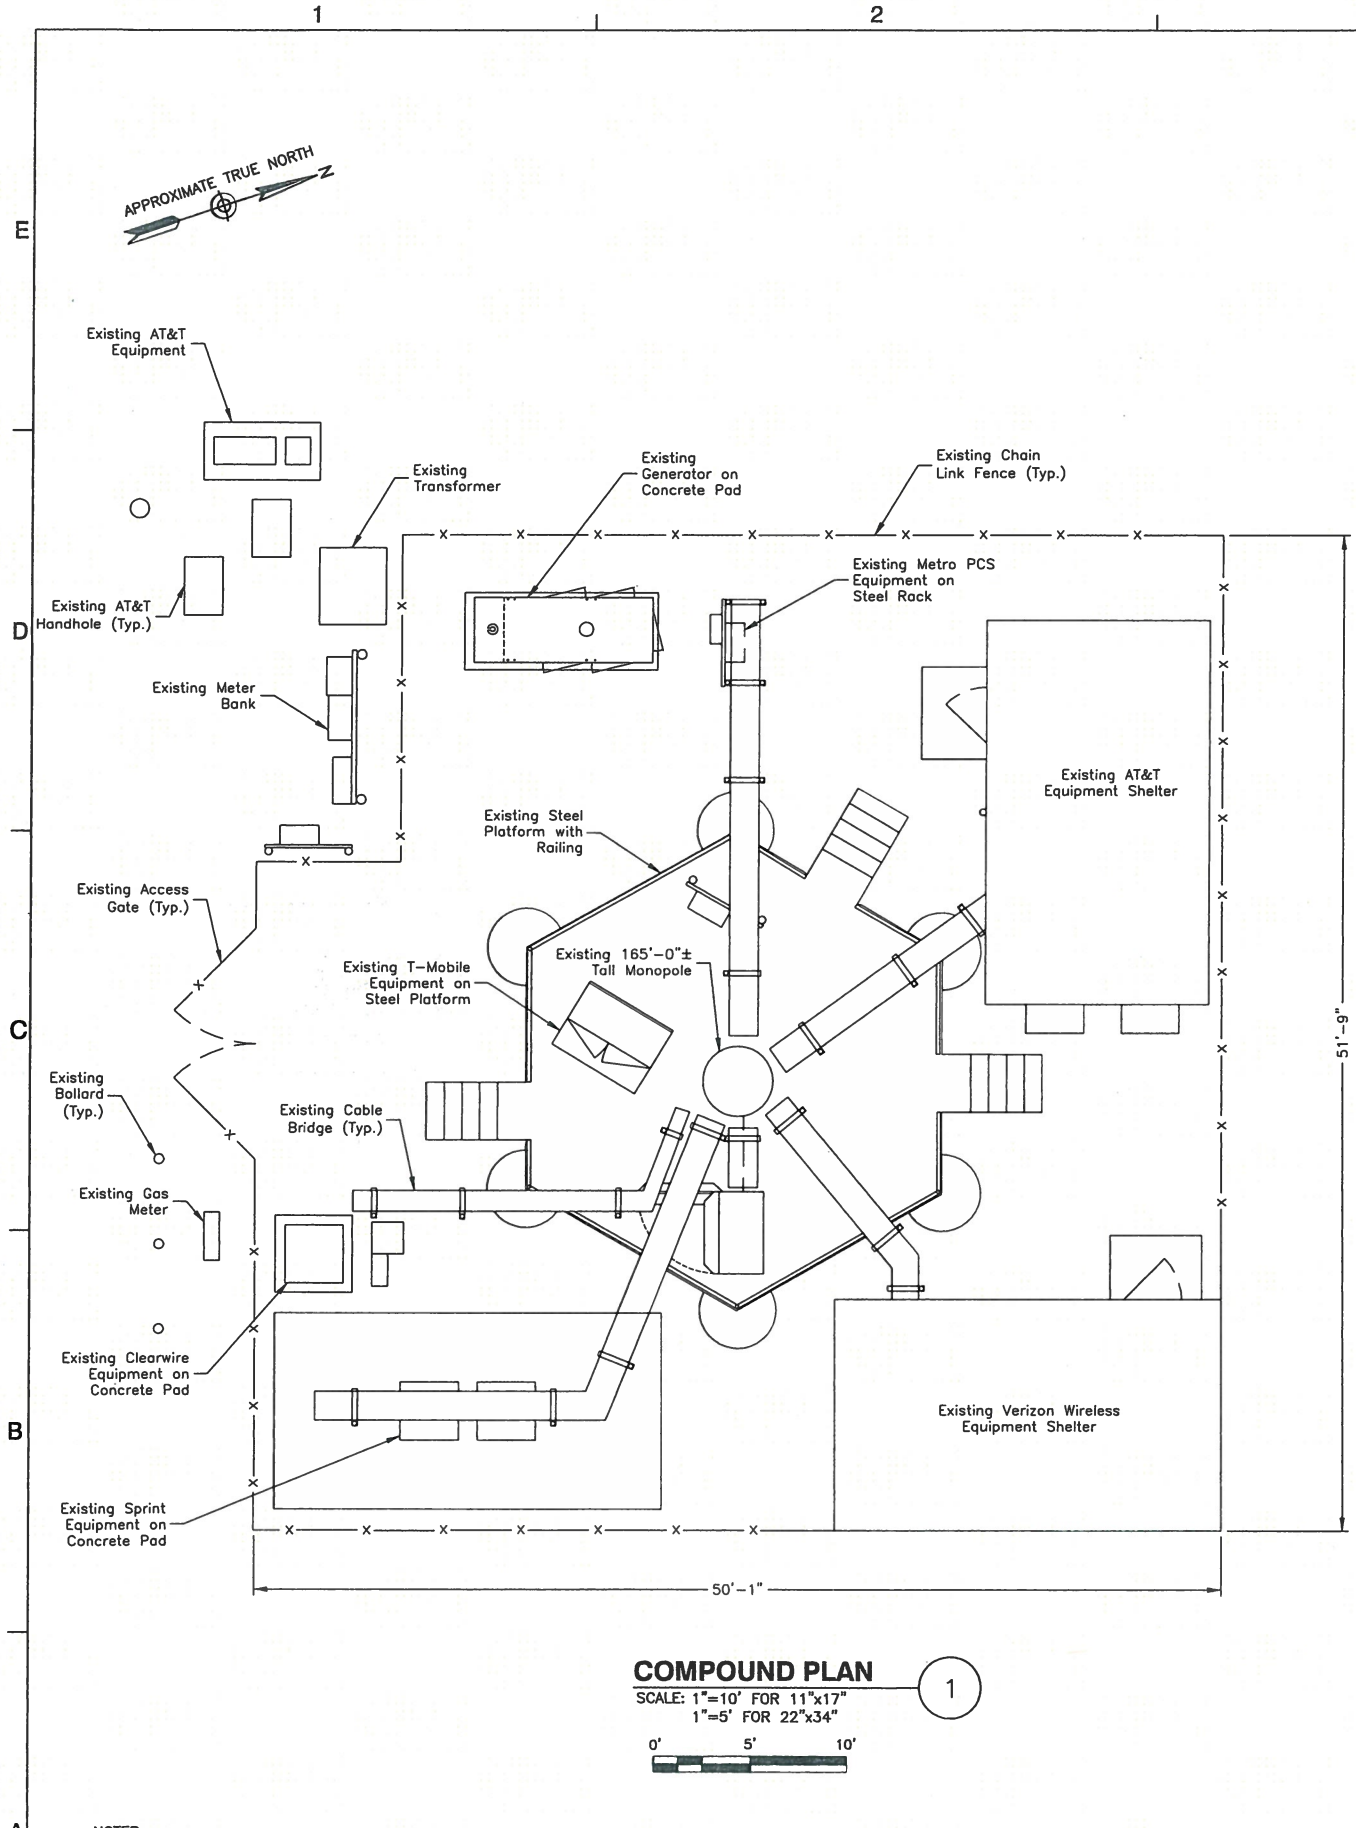 1
2
APPROXIMATE TRUE NORTH
N
E
Existing AT&T
Equipment
Existing
Transformer
Existing
Generator on
Concrete Pad
Existing Chain
Link Fence (Typ.)
Existing Metro PCS
Equipment on
Steel Rack
Existing AT&T
Handhole (Typ.)
D
Existing Meter
Bank
Existing AT&T
Equipment Shelter
Existing Steel
Platform with
Railing
Existing Access
Gate (Typ.)
Existing T-Mobile
Equipment on
Steel Platform
Existing 165'-0"±
Tall Monopole
C
51'-9"
Existing
Bollard
(Typ.)
Existing Cable
Bridge (Typ.)
Existing Gas
Meter
Existing Clearwire
Equipment on
Concrete Pad
B
Existing Verizon Wireless
Equipment Shelter
Existing Sprint
Equipment on
Concrete Pad
50'-1"
COMPOUND PLAN
1
SCALE: 1"=10' FOR 11"x17"
1"=5' FOR 22"x34"
0' 5' 10'